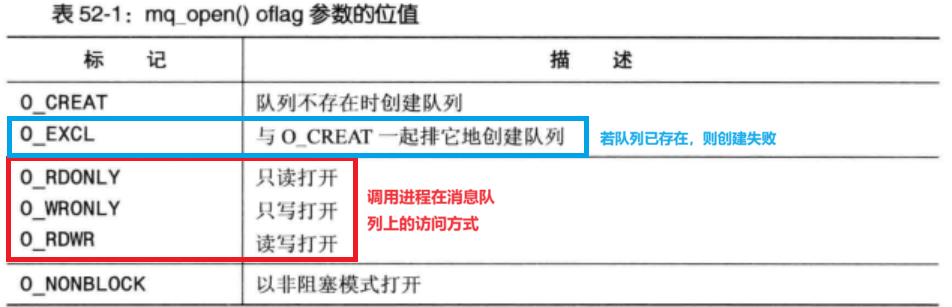 表 52-1：mq_open() oflag 参数的位值
标 记 描 述
O_CREAT 队列不存在时创建队列
O_EXCL 与 O_CREAT 一起排它地创建队列 若队列已存在，则创建失败
O_RDONLY 只读打开
调用进程在消息队
O_WRONLY 只写打开
列上的访问方式
O_RDWR 读写打开
O_NONBLOCK 以非阻塞模式打开